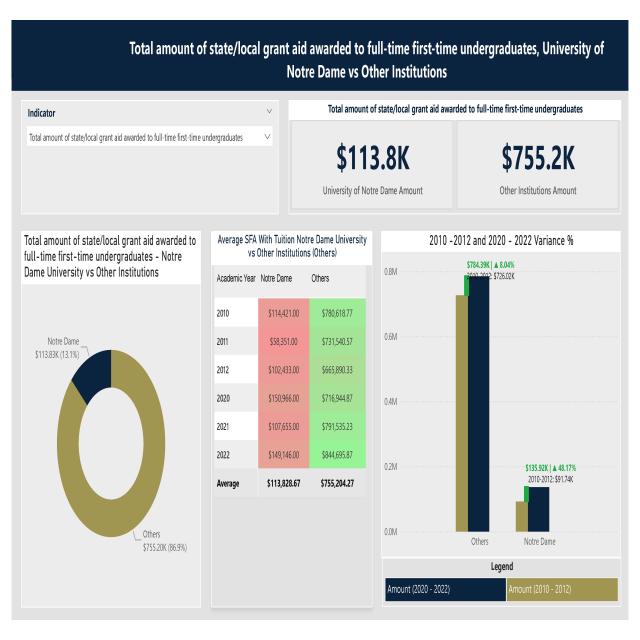 Total amount of state/local grant aid awarded to full-time first-time undergraduates, University of
Notre Dame vs Other Institutions
Indicator
Total amount of state/local grant aid awarded to full-time first-time undergraduates
Total amount of state/local grant aid awarded to full-time first-time undergraduates
$113.8K
University of Notre Dame Amount
$755.2K
Other Institutions Amount
Total amount of state/local grant aid awarded to
full-time first-time undergraduates - Notre
Dame University vs Other Institutions
Notre Dame
$113.83K (13.1%)
Others
$755.20K (86.9%)
Average SFA With Tuition Notre Dame University
vs Other Institutions (Others)
Academic Year Notre Dame Others
2010 $114,421.00 $780,618.77
2011 $58,351.00 $731,540.57
2012 $102,433.00 $665,890.33
2020 $150,966.00 $716,944.87
2021 $107,655.00 $791,535.23
2022 $149,146.00 $844,695.87
Average $113,828.67 $755,204.27
2010 -2012 and 2020 - 2022 Variance %
0.8M
0.6M
0.4M
0.2M
0.0M
$784.39K | ▲ 8.04%
2010-2012: $726.02K
$135.92K | ▲ 48.17%
2010-2012: $91.74K
Others
Notre Dame
Legend
Amount (2020 - 2022)
Amount (2010 - 2012)